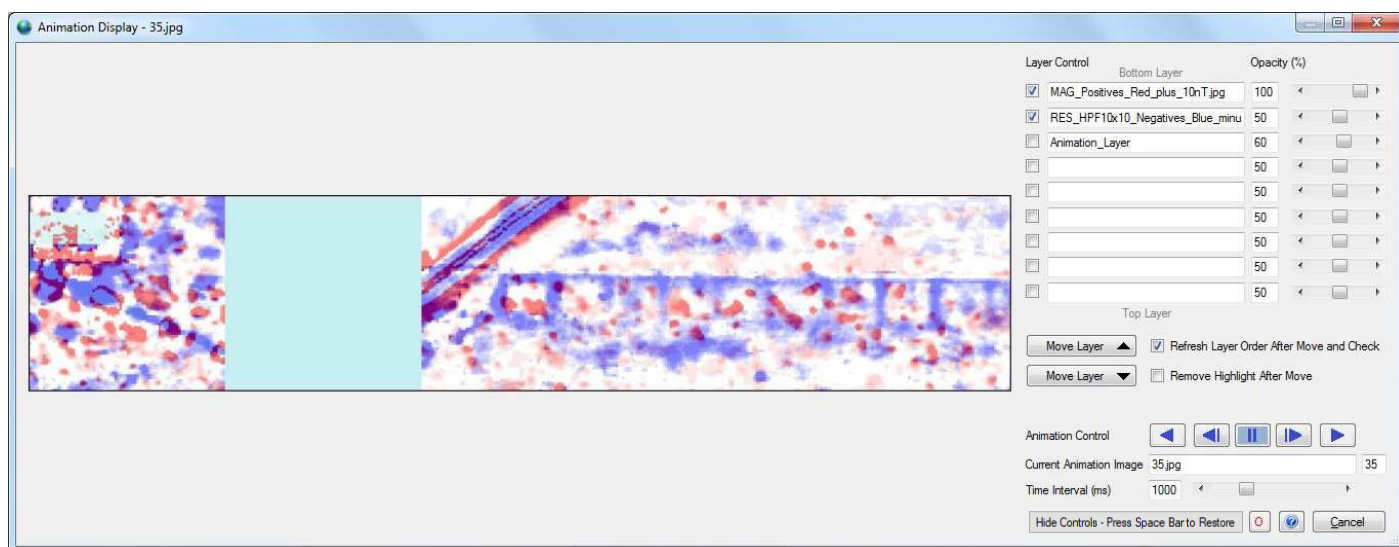 Animation Display - 35.jpg
Layer Control
Opacity (%)
Bottom Layer
MAG_Positives_Red_plus_10nT.jpg 100
RES_HPF10x10_Negatives_Blue_minu 50
Animation_Layer 60
50
50
50
50
50
50
Top Layer
Move Layer
Refresh Layer Order After Move and Check
Move Layer
Remove Highlight After Move
Animation Control
Current Animation Image 35.jpg 35
Time Interval (ms) 1000
Hide Controls - Press Space Bar to Restore O ? Cancel